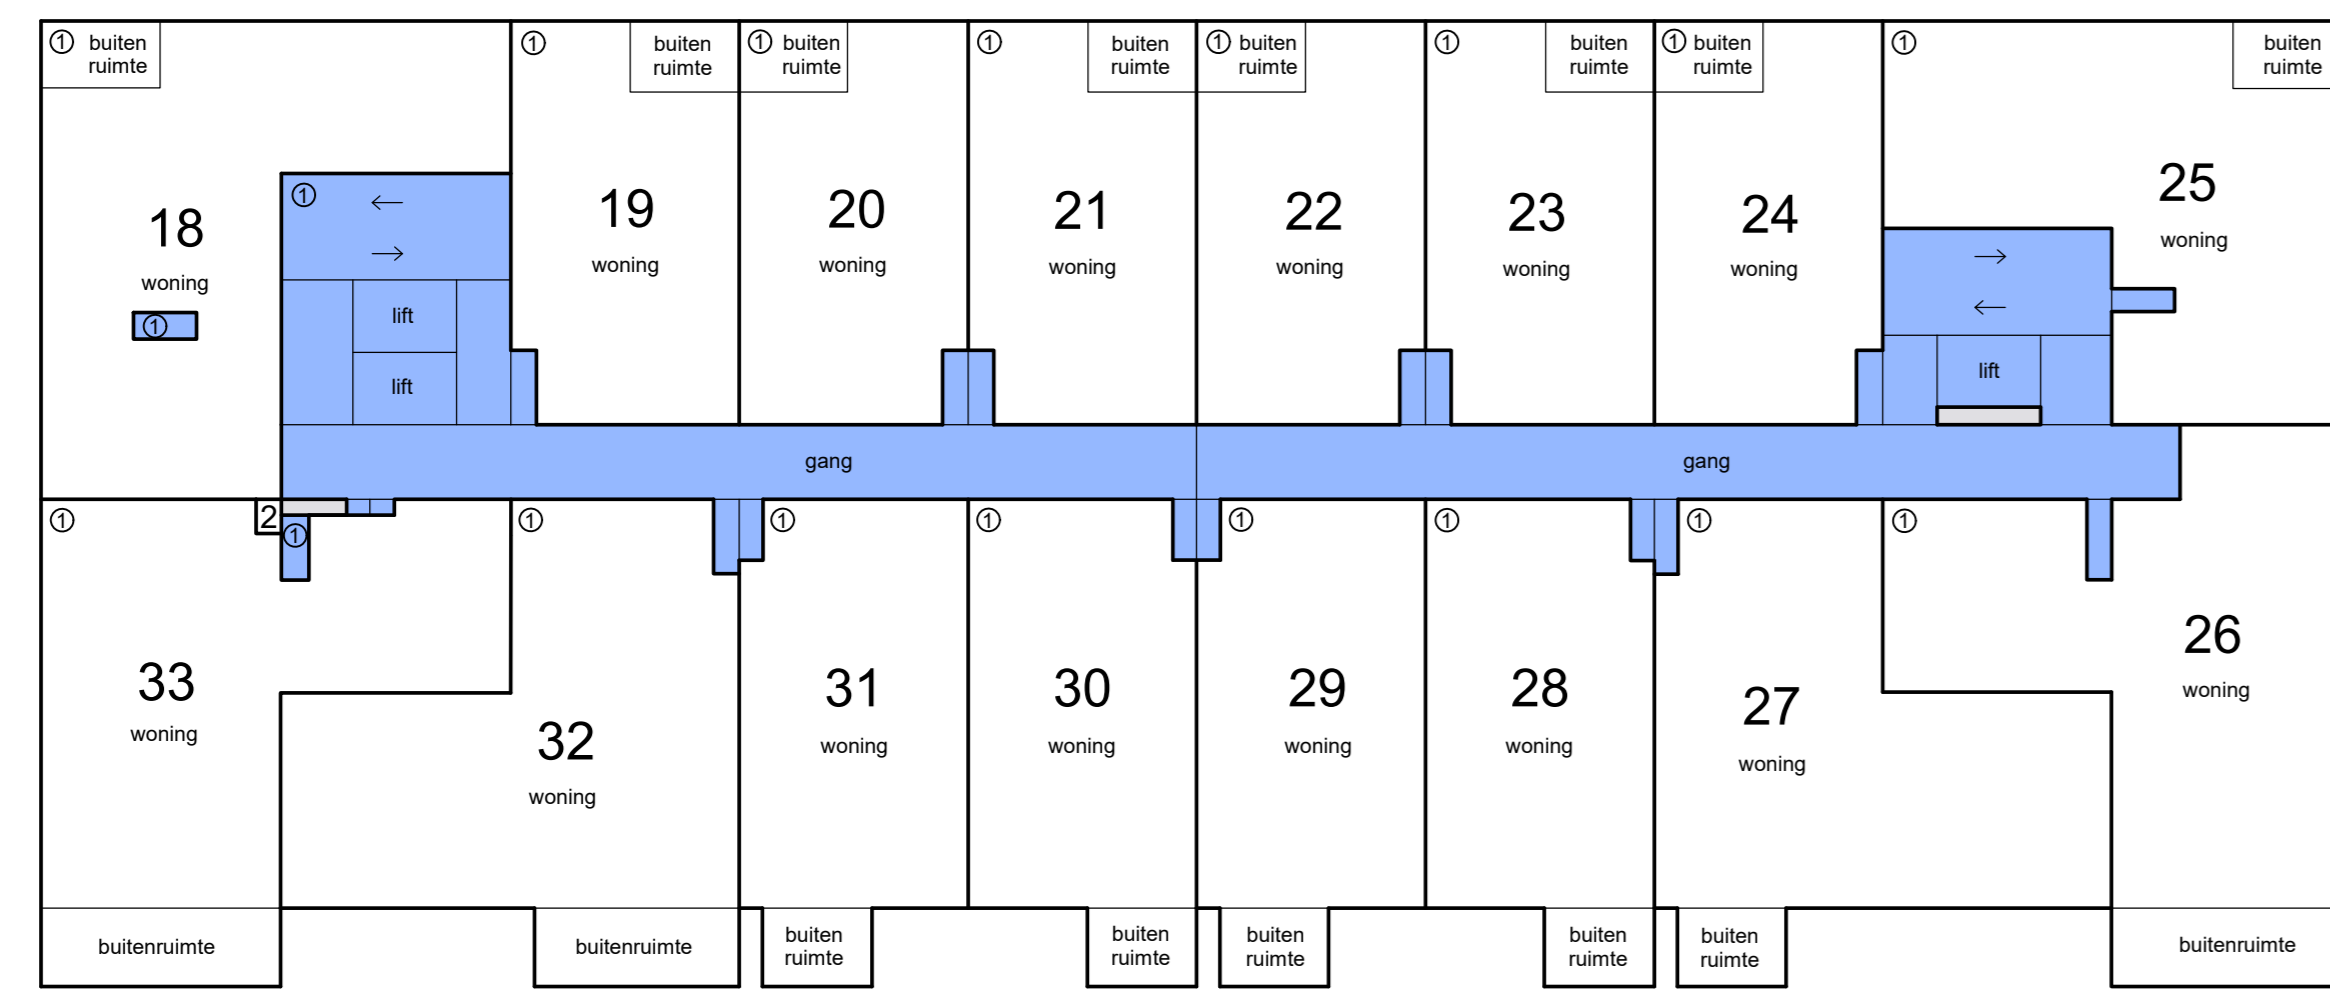 ① buiten
ruimte
①
buiten
ruimte
① buiten
ruimte
①
buiten
ruimte
① buiten
ruimte
①
buiten
ruimte
① buiten
ruimte
①
buiten
ruimte
18
woning
①
①
←
→
lift
lift
19
woning
20
woning
21
woning
22
woning
23
woning
24
woning
25
woning
→
←
lift
gang
gang
①
2
①
①
①
①
①
①
①
①
33
woning
32
woning
31
woning
30
woning
29
woning
28
woning
27
woning
26
woning
buitenruimte
buitenruimte
buiten
ruimte
buiten
ruimte
buiten
ruimte
buiten
ruimte
buiten
ruimte
buitenruimte